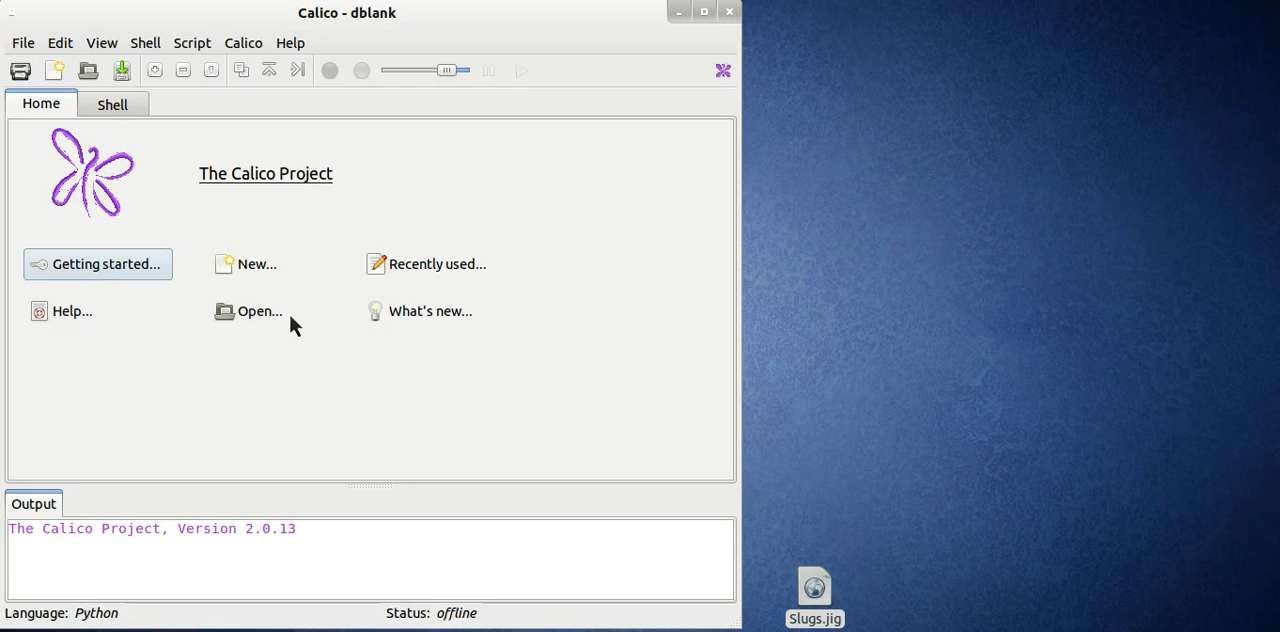 Calico - dblank
File Edit View Shell Script Calico Help
Home Shell
The Calico Project
Getting started... New... Recently used...
Help... Open... What's new...
Output
The Calico Project, Version 2.0.13
Language: Python Status: offline
Slugs.jig